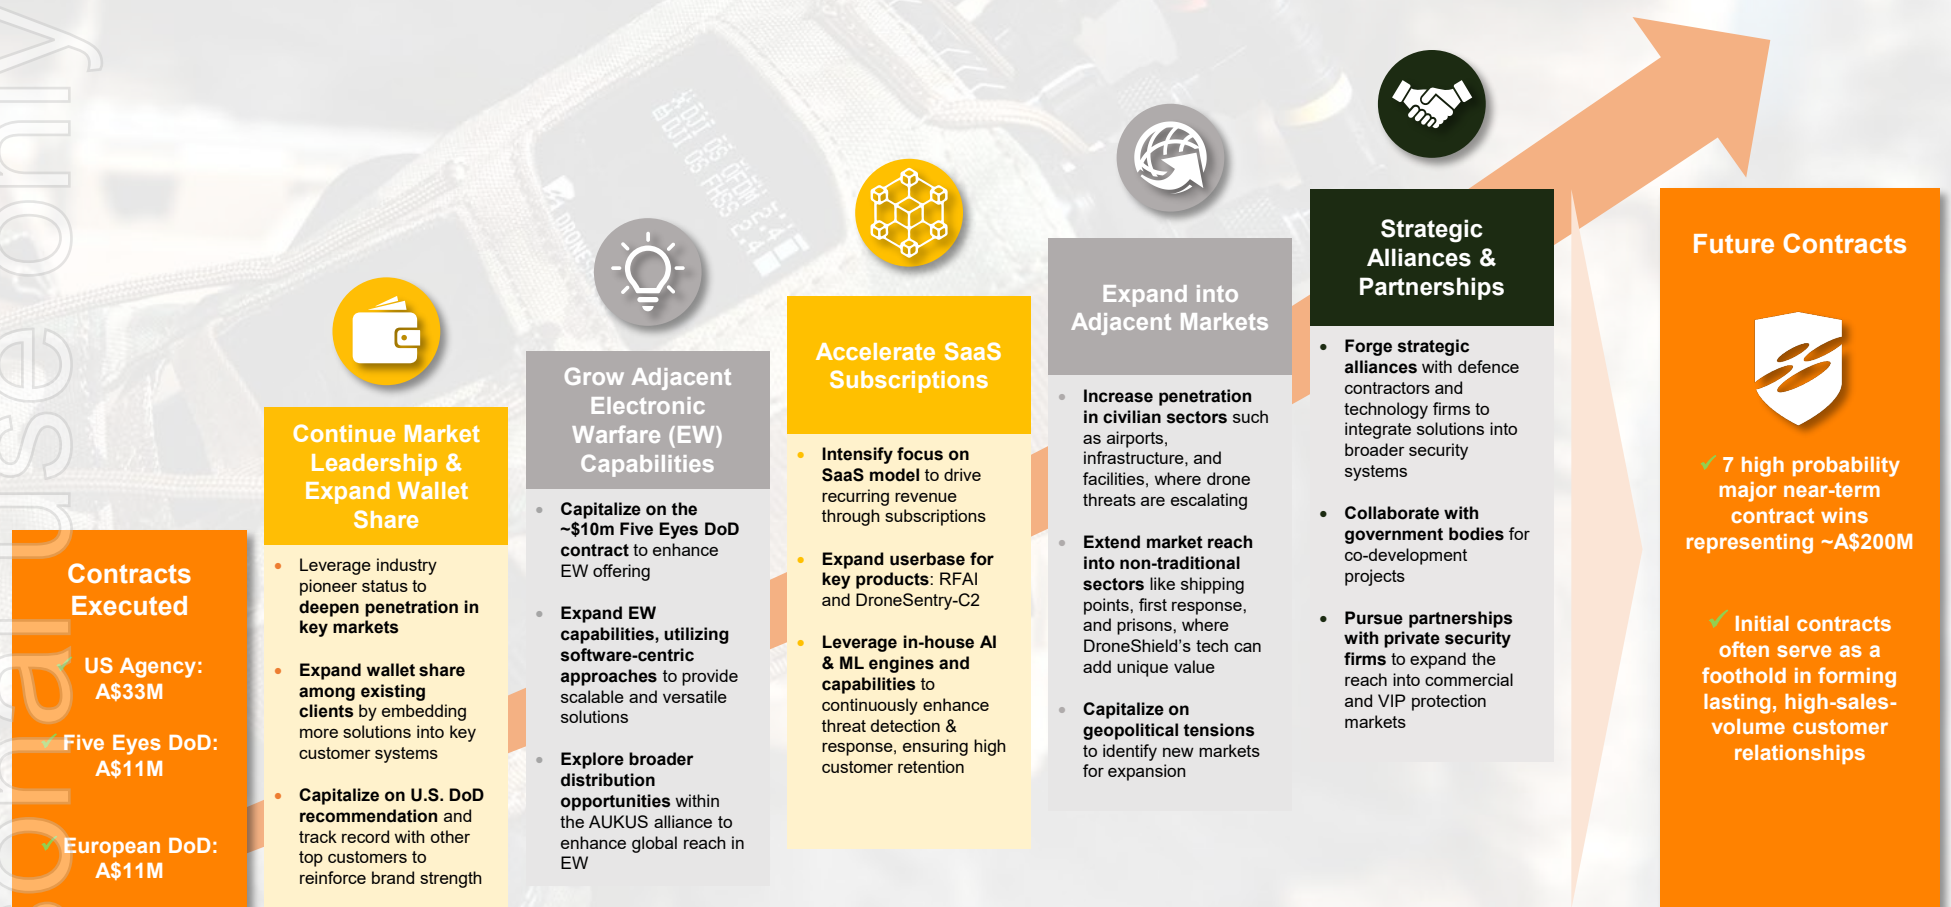 Contracts
Executed
US Agency:
A$33M
Five Eyes DoD:
A$11M
European DoD:
A$11M
Continue Market
Leadership &
Expand Wallet
Share
Leverage industry
pioneer status to
deepen penetration in
key markets
Expand wallet share
among existing
clients by embedding
more solutions into key
customer systems
Capitalize on U.S. DoD
recommendation and
track record with other
top customers to
reinforce brand strength
Grow Adjacent
Electronic
Warfare (EW)
Capabilities
Capitalize on the
~$10m Five Eyes DoD
contract to enhance
EW offering
Expand EW
capabilities, utilizing
software-centric
approaches to provide
scalable and versatile
solutions
Explore broader
distribution
opportunities within
the AUKUS alliance to
enhance global reach in
EW
Accelerate SaaS
Subscriptions
Intensify focus on
SaaS model to drive
recurring revenue
through subscriptions
Expand userbase for
key products: RFAI
and DroneSentry-C2
Leverage in-house AI
& ML engines and
capabilities to
continuously enhance
threat detection &
response, ensuring high
customer retention
Expand into
Adjacent Markets
Increase penetration
in civilian sectors such
as airports,
infrastructure, and
facilities, where drone
threats are escalating
Extend market reach
into non-traditional
sectors like shipping
points, first response,
and prisons, where
DroneShield's tech can
add unique value
Capitalize on
geopolitical tensions
to identify new markets
for expansion
Strategic
Alliances &
Partnerships
Forge strategic
alliances with defence
contractors and
technology firms to
integrate solutions into
broader security
systems
Collaborate with
government bodies for
co-development
projects
Pursue partnerships
with private security
firms to expand the
reach into commercial
and VIP protection
markets
Future Contracts
7 high probability
major near-term
contract wins
representing ~A$200M
Initial contracts
often serve as a
foothold in forming
lasting, high-sales-
volume customer
relationships
use only